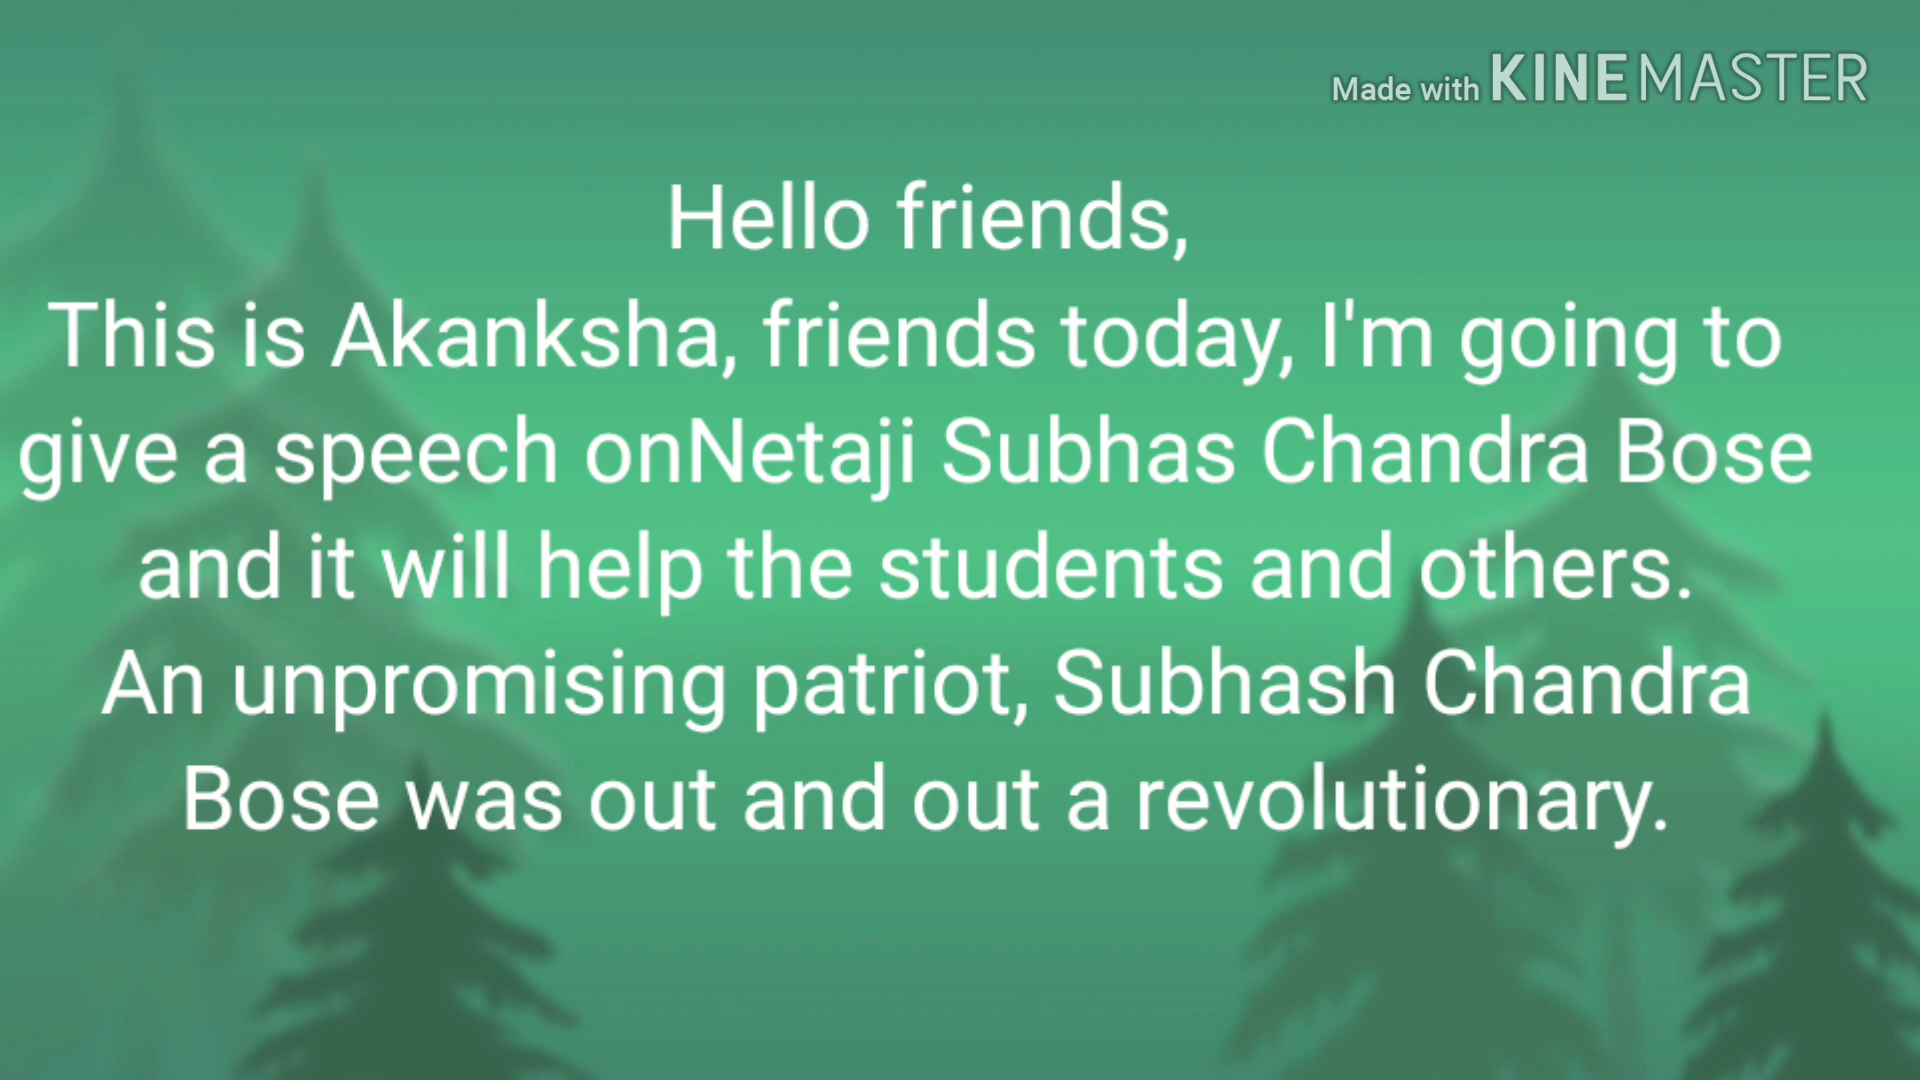 Made with KINEMASTER
Hello friends,
This is Akanksha, friends today, I'm going to
give a speech onNetaji Subhas Chandra Bose
and it will help the students and others.
An unpromising patriot, Subhash Chandra
Bose was out and out a revolutionary.